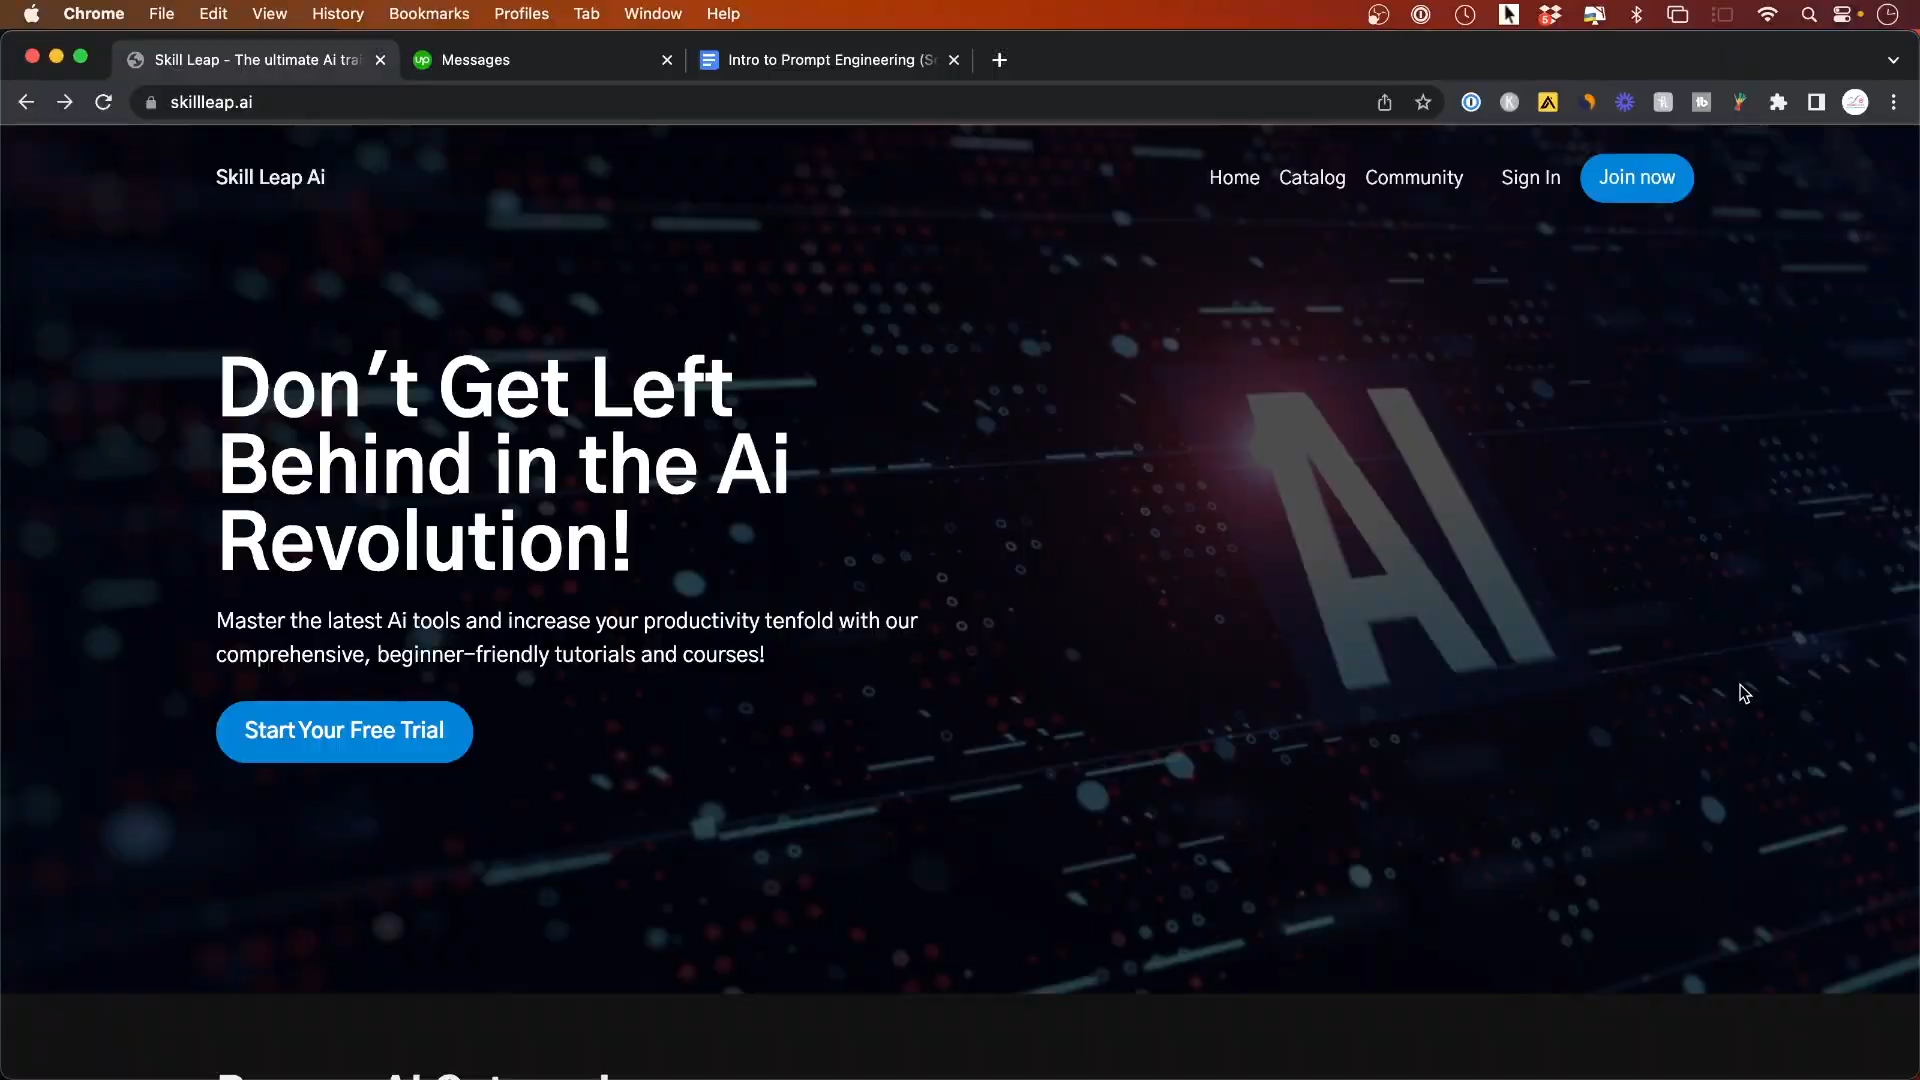 Chrome File Edit View History Bookmarks Profiles Tab Window Help
Skill Leap - The ultimate Ai trai
Messages
Intro to Prompt Engineering (S
skillleap.ai
Skill Leap Ai
Home Catalog Community Sign In Join now
Don't Get Left
Behind in the Ai
Revolution!
Master the latest Ai tools and increase your productivity tenfold with our
comprehensive, beginner-friendly tutorials and courses!
Start Your Free Trial